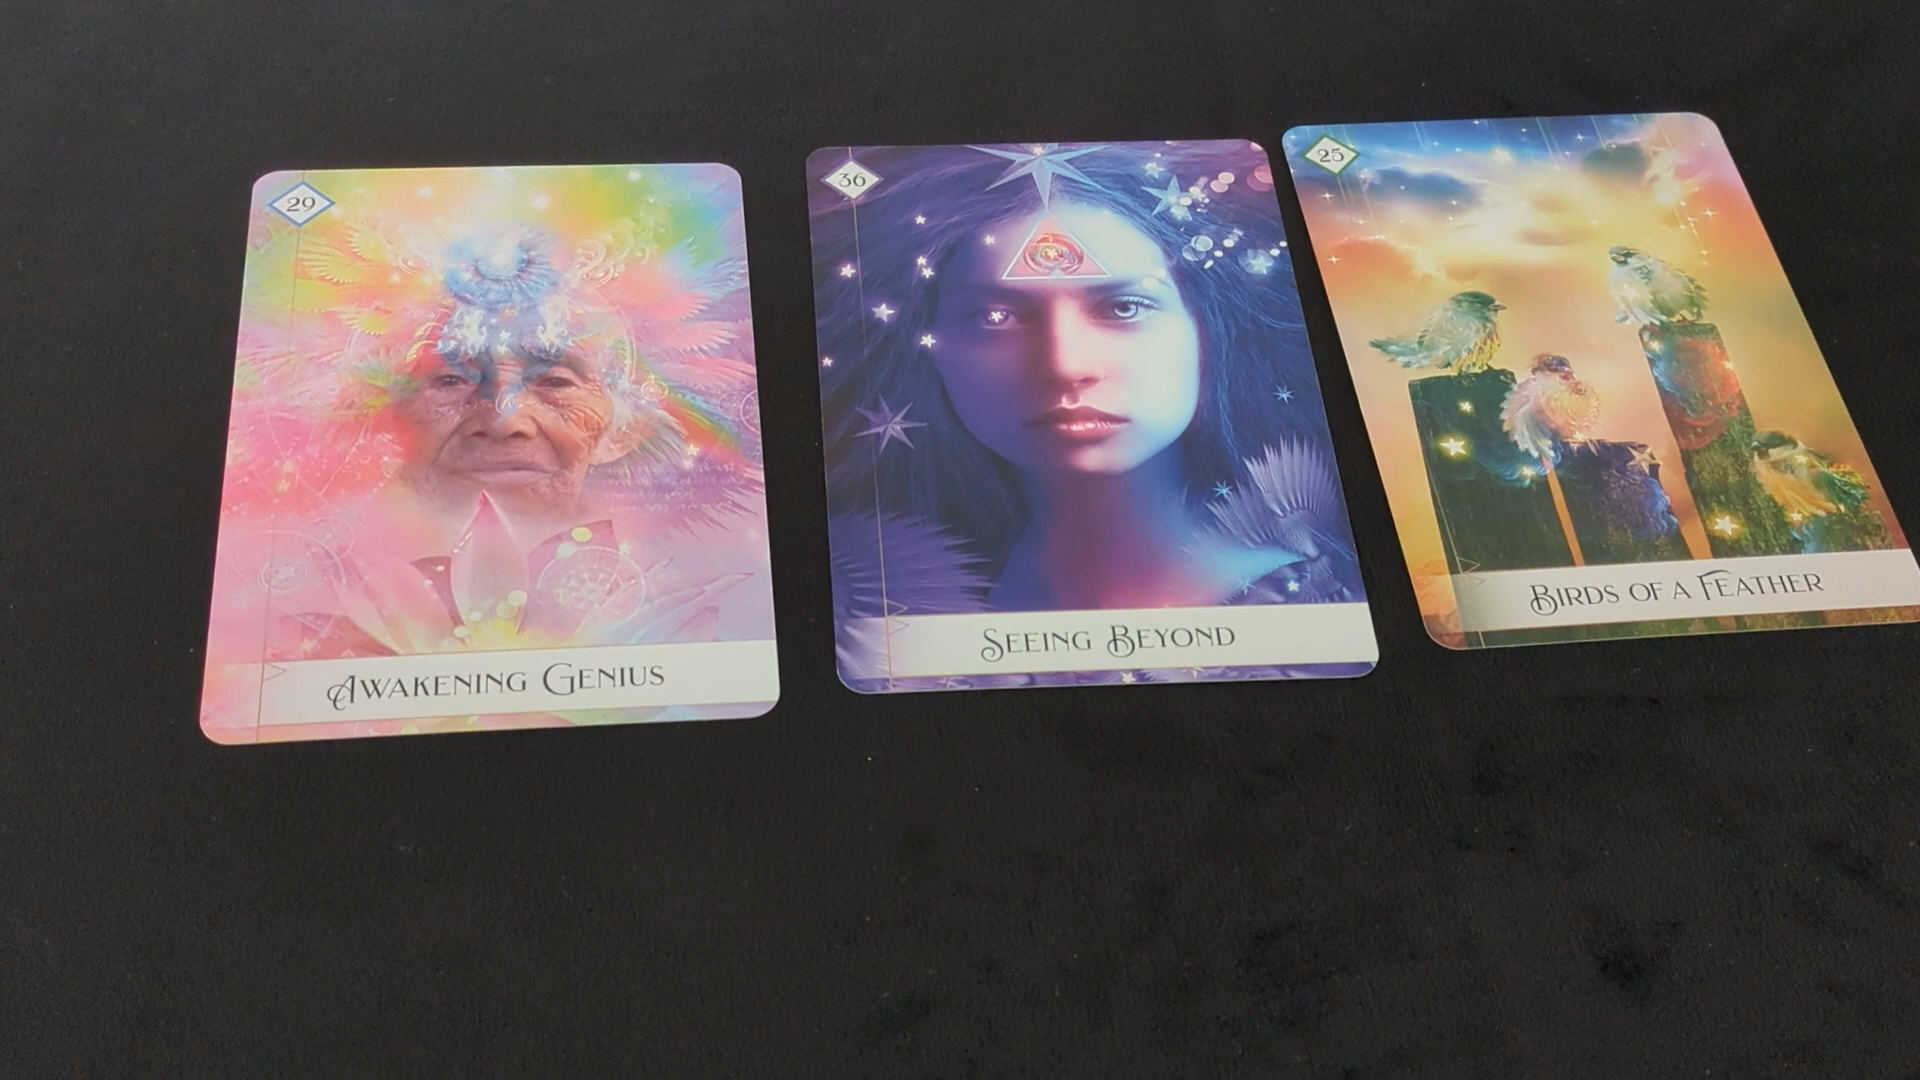 29
AWAKENING GENIUS
36
SEEING BEYOND
25
BIRDS OF A FEATHER